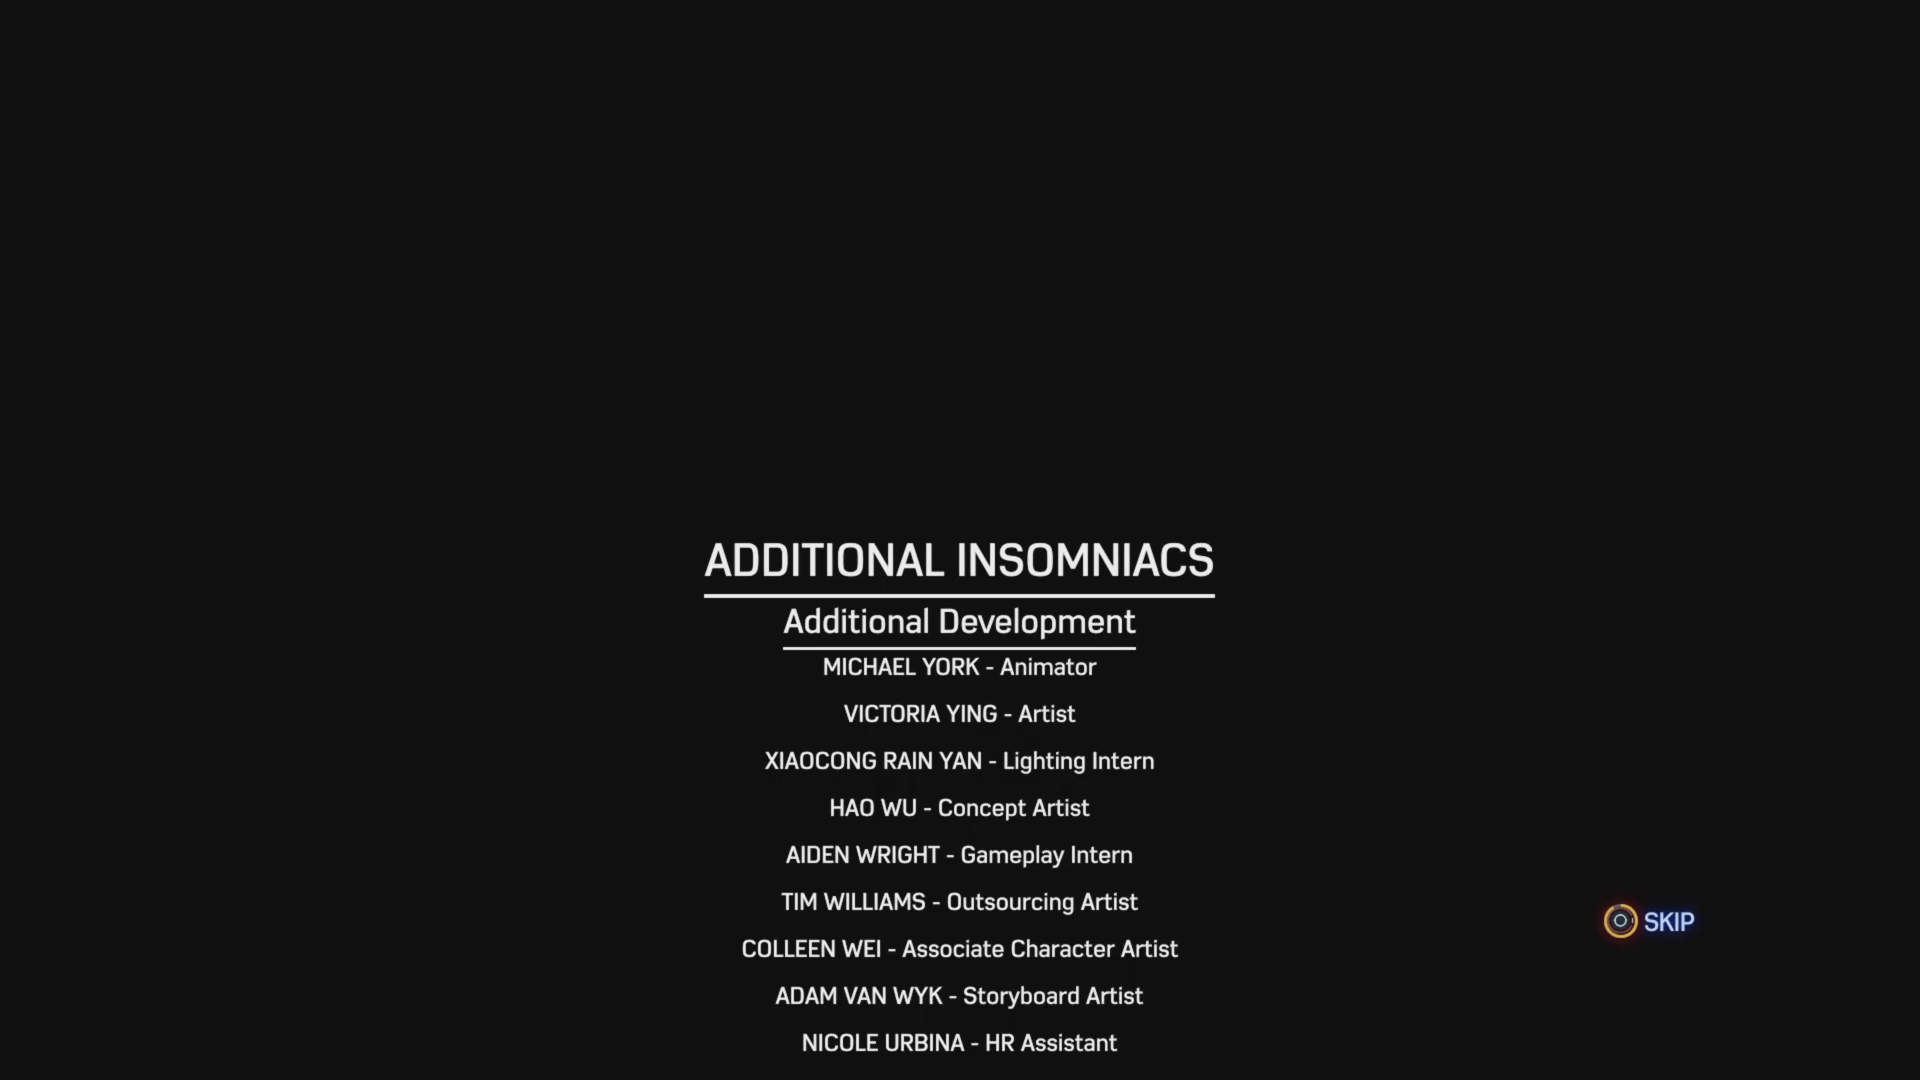 ADDITIONAL INSOMNIACS
Additional Development
MICHAEL YORK - Animator
VICTORIA YING - Artist
XIAOCONG RAIN YAN - Lighting Intern
HAO WU - Concept Artist
AIDEN WRIGHT - Gameplay Intern
TIM WILLIAMS - Outsourcing Artist
SKIP
COLLEEN WEI - Associate Character Artist
ADAM VAN WYK - Storyboard Artist
NICOLE URBINA - HR Assistant